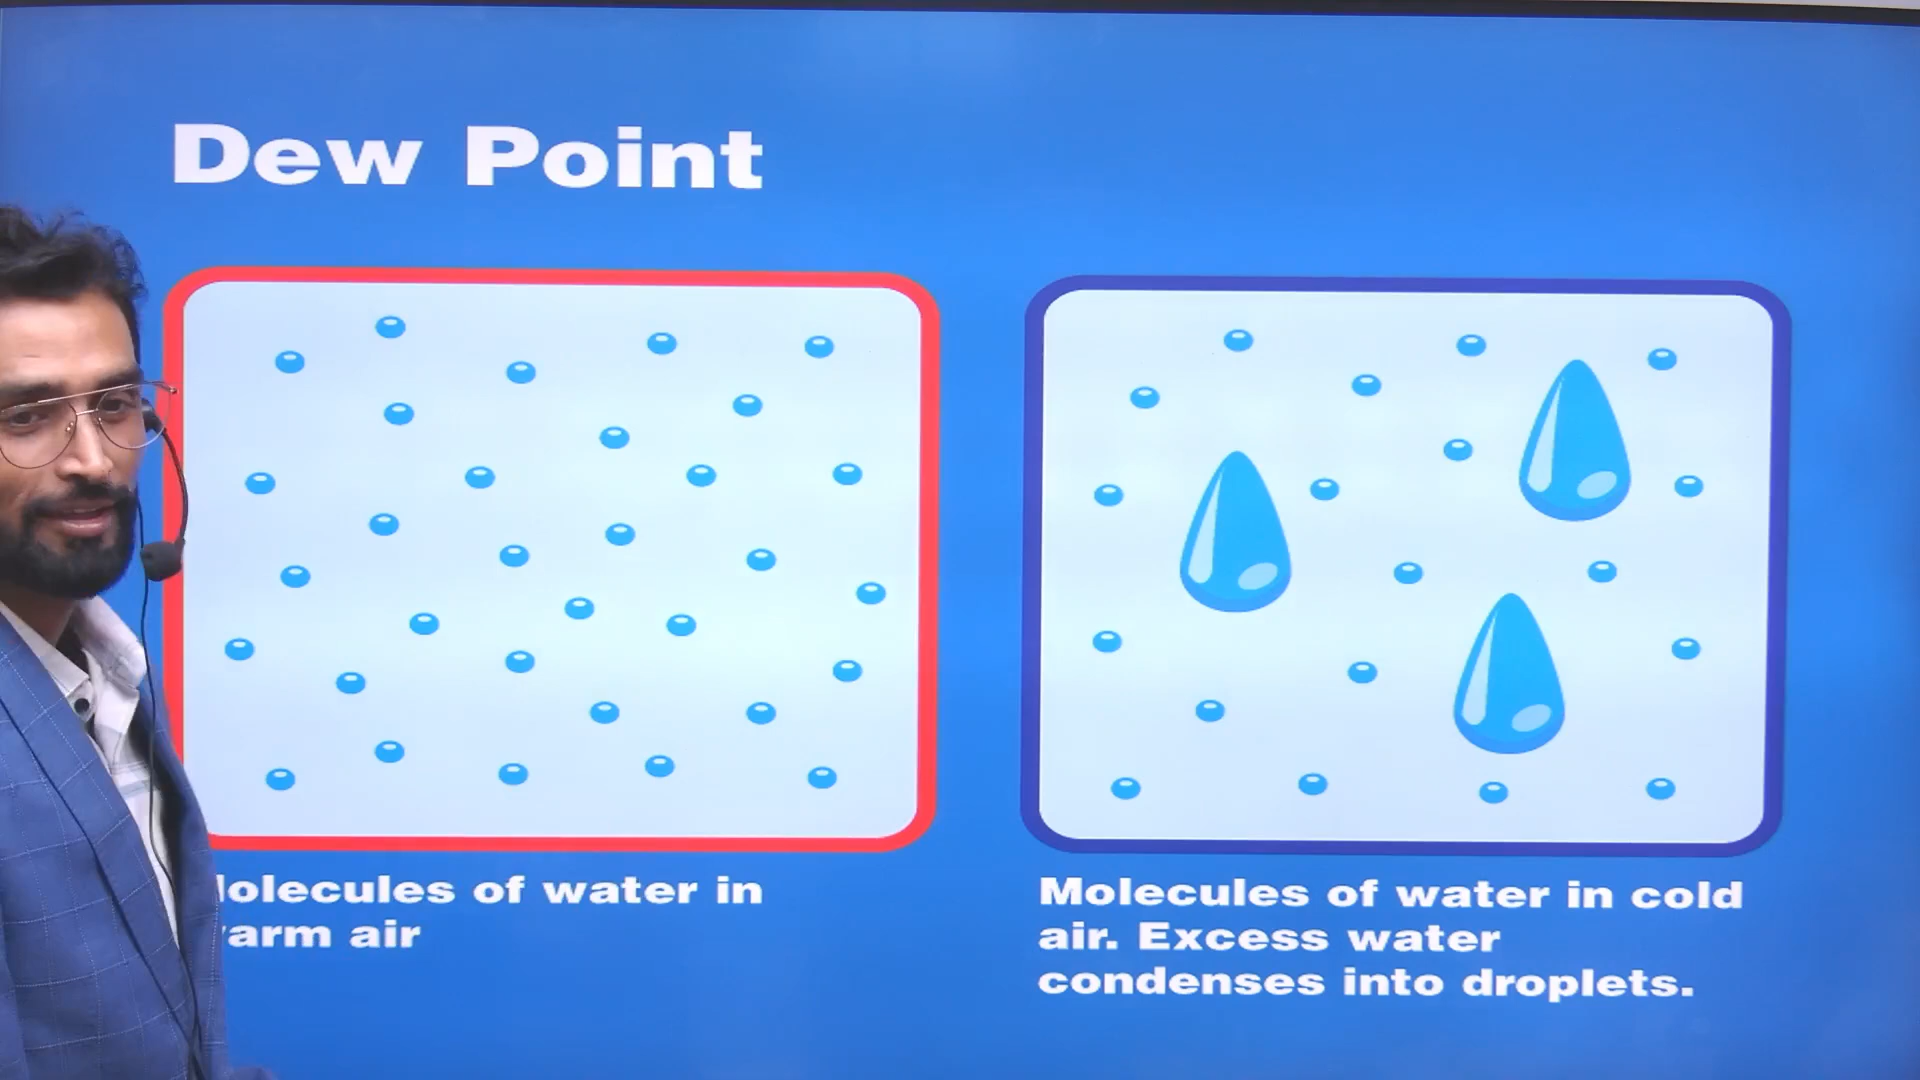 Dew Point
olecules of water in
arm air
Molecules of water in cold
air. Excess water
condenses into droplets.